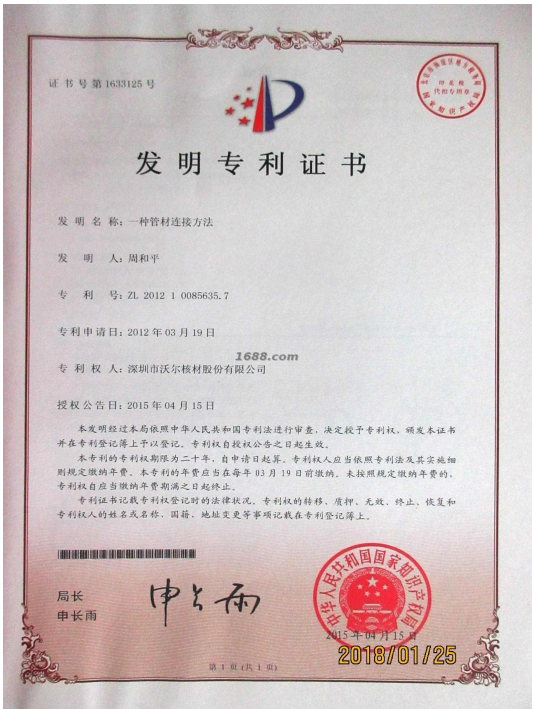 证书号第1633125号
发明专利证书
发 明 名 称：一种管材连接方法
发 明 人：周和平
专 利 号：ZL 2012 1 0085635.7
专利申请日：2012年03月19日
1688.com
专 利 权 人：深圳市沃尔核材股份有限公司
授权公告日：2015年04月15日
本发明经过本局依照中华人民共和国专利法进行审查，决定授予专利权，颁发本证书
并在专利登记簿上予以登记。专利权自授权公告之日起生效。
本专利的专利权期限为二十年，自申请日起算。专利权人应当依照专利法及其实施细
则规定缴纳年费。本专利的年费应当在每年03月19日前缴纳。未按照规定缴纳年费的，
专利权自应当缴纳年费期满之日起终止。
专利证书记载专利权登记时的法律状况。专利权的转移、质押、无效、终止、恢复和
专利权人的姓名或名称、国籍、地址变更等事项记载在专利登记簿上。
局长
申长雨
申长雨
中华人民共和国国家知识产权局
2015年04月15日
2018/01/25
第1页(共1页)